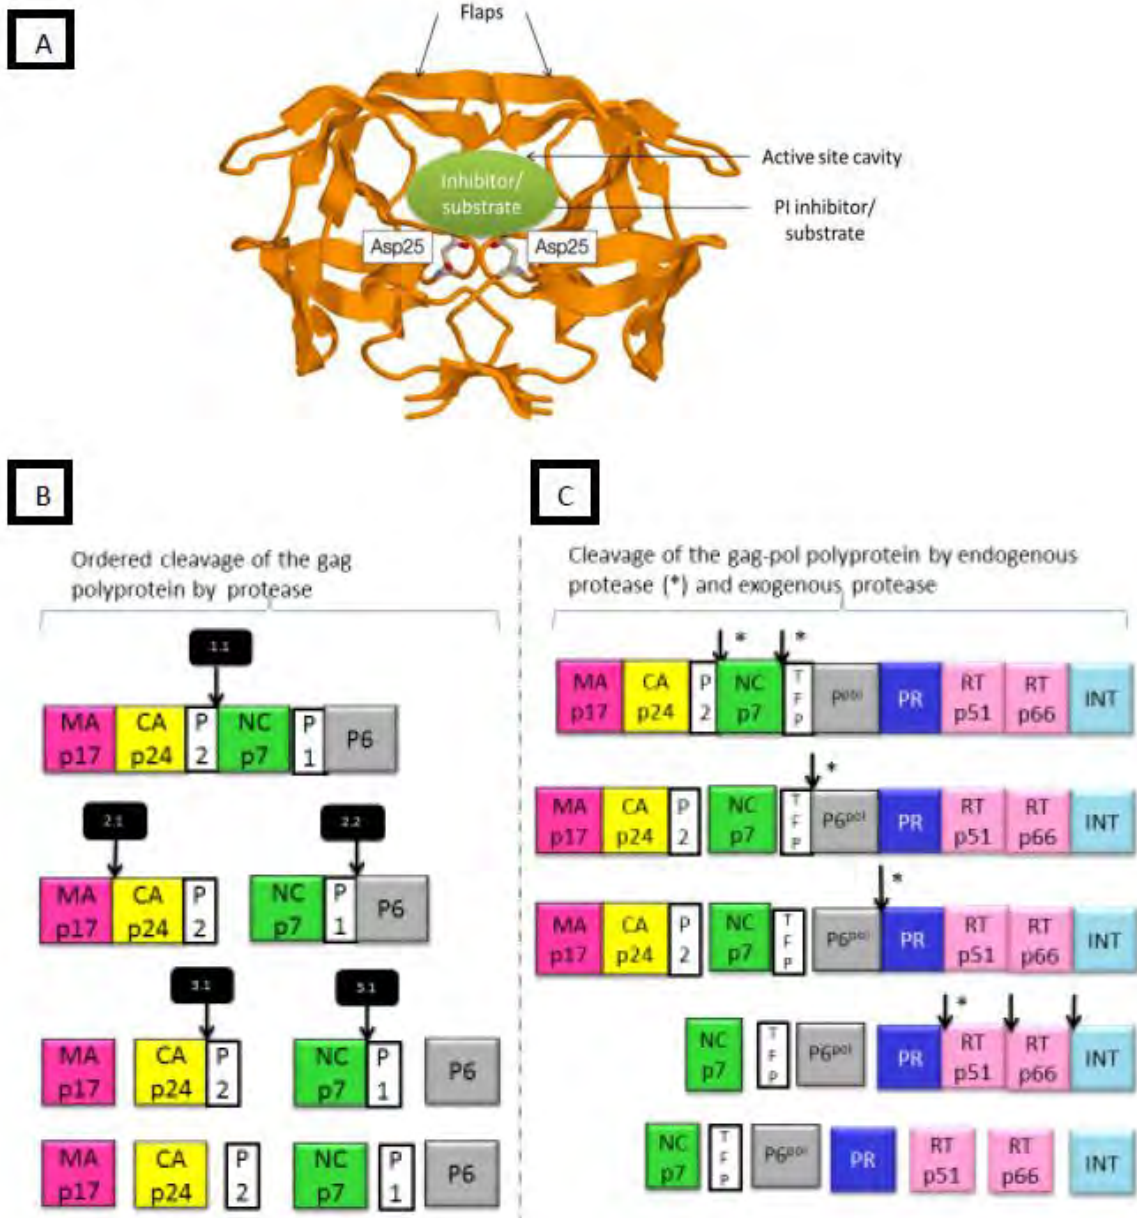 A
Flaps
Active site cavity
Inhibitor/
substrate
PI inhibitor/
substrate
Asp25
Asp25
B
Ordered cleavage of the gag
polyprotein by protease
1.1
MA
p17
CA
p24
P
2
NC
p7
P
1
P6
2.1
2.2
MA
p17
CA
p24
P
2
NC
p7
P
1
P6
3.1
3.1
MA
p17
CA
p24
P
2
NC
p7
P
1
P6
MA
p17
CA
p24
P
2
NC
p7
P
1
P6
C
Cleavage of the gag-pol polyprotein by endogenous
protease (*) and exogenous protease
*
*
MA
p17
CA
p24
P
2
NC
p7
T
F
P
PR
RT
p51
RT
p66
INT
*
MA
p17
CA
p24
P
2
NC
p7
T
F
P
P6pol
PR
RT
p51
RT
p66
INT
*
MA
p17
CA
p24
P
2
NC
p7
T
F
P
P6pol
PR
RT
p51
RT
p66
INT
*
NC
p7
T
F
P
P6pol
PR
RT
p51
RT
p66
INT
NC
p7
T
F
P
P6pol
PR
RT
p51
RT
p66
INT